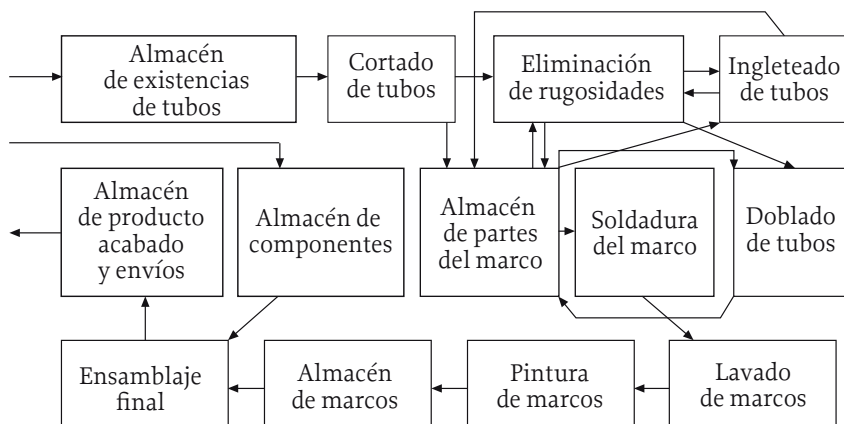 Almacén
de existencias
de tubos
Cortado
de tubos
Eliminación
de rugosidades
Ingleteado
de tubos
Almacén
de producto
acabado
y envíos
Almacén de
componentes
Almacén
de partes
del marco
Soldadura
del marco
Doblado
de tubos
Ensamblaje
final
Almacén
de marcos
Pintura
de marcos
Lavado
de marcos